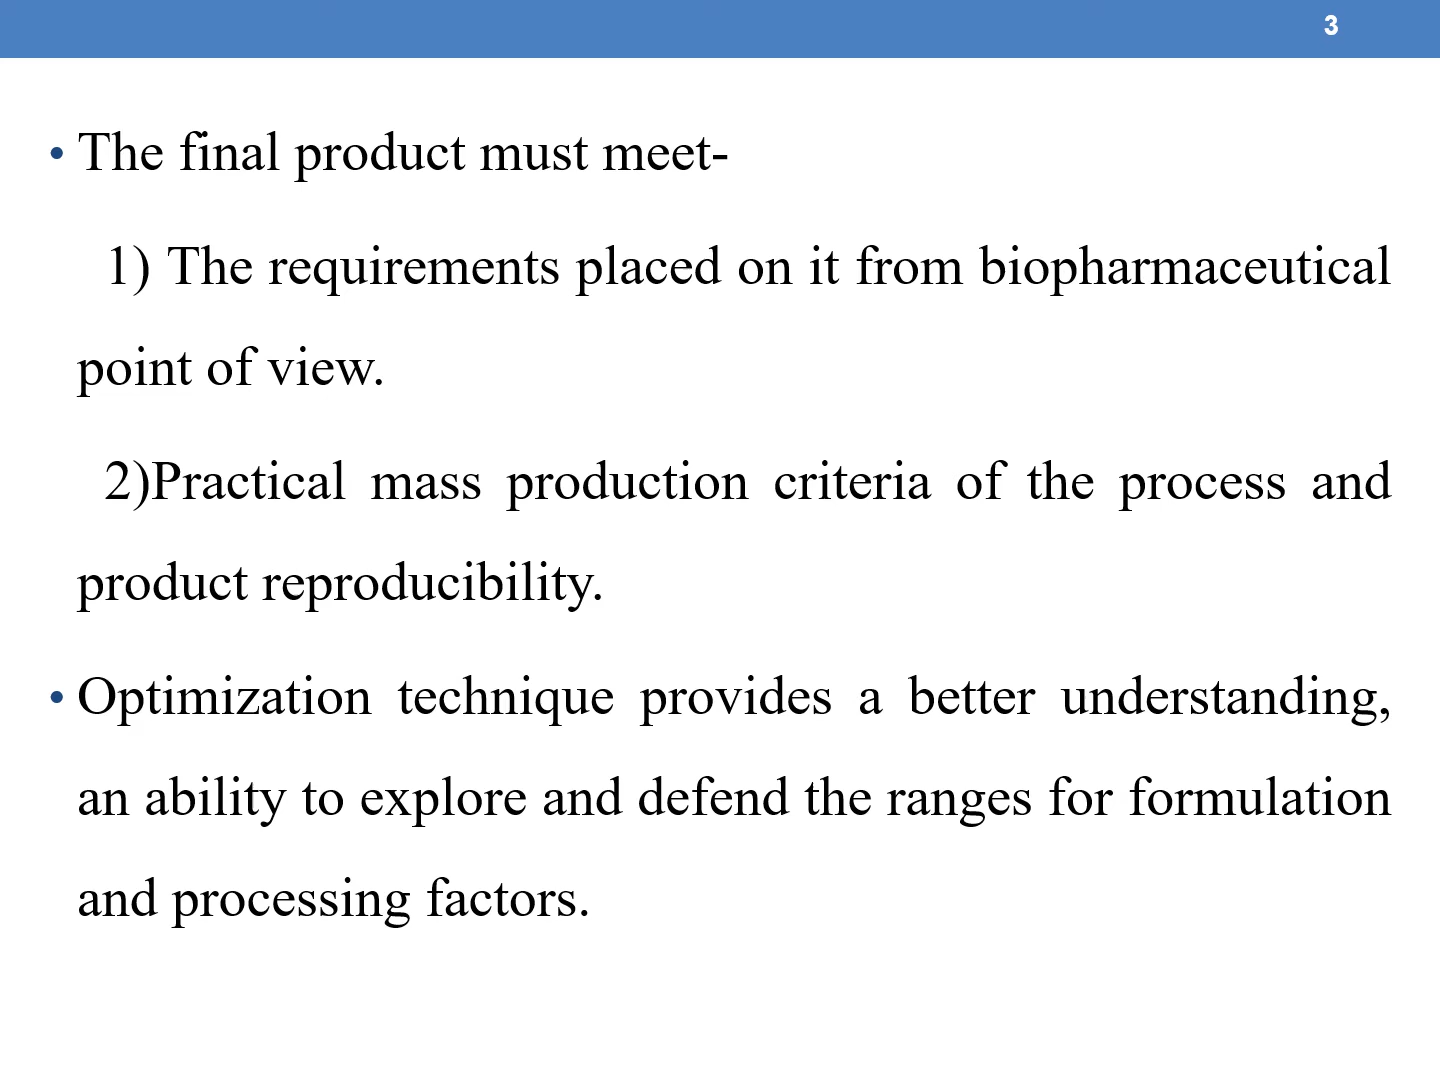 3
• The final product must meet-
1) The requirements placed on it from biopharmaceutical
point of view.
2)Practical mass production criteria of the process and
product reproducibility.
• Optimization technique provides a better understanding,
an ability to explore and defend the ranges for formulation
and processing factors.